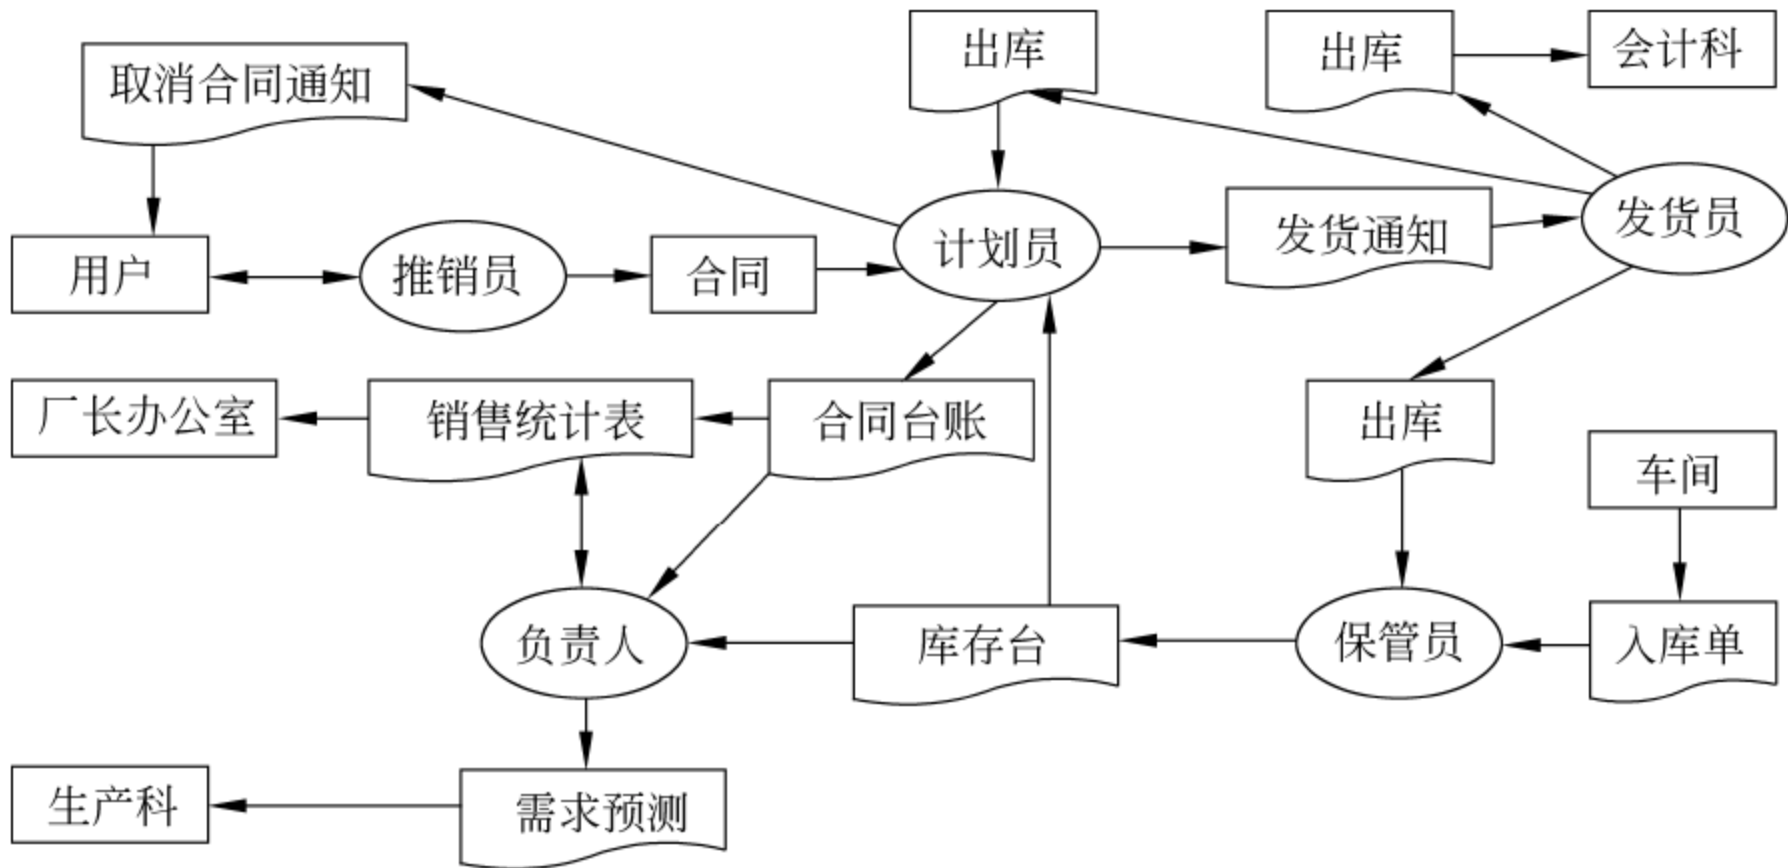 出库
出库
会计科
取消合同通知
发货员
发货通知
计划员
用户
推销员
合同
厂长办公室
销售统计表
合同台账
出库
车间
负责人
库存台
保管员
入库单
生产科
需求预测